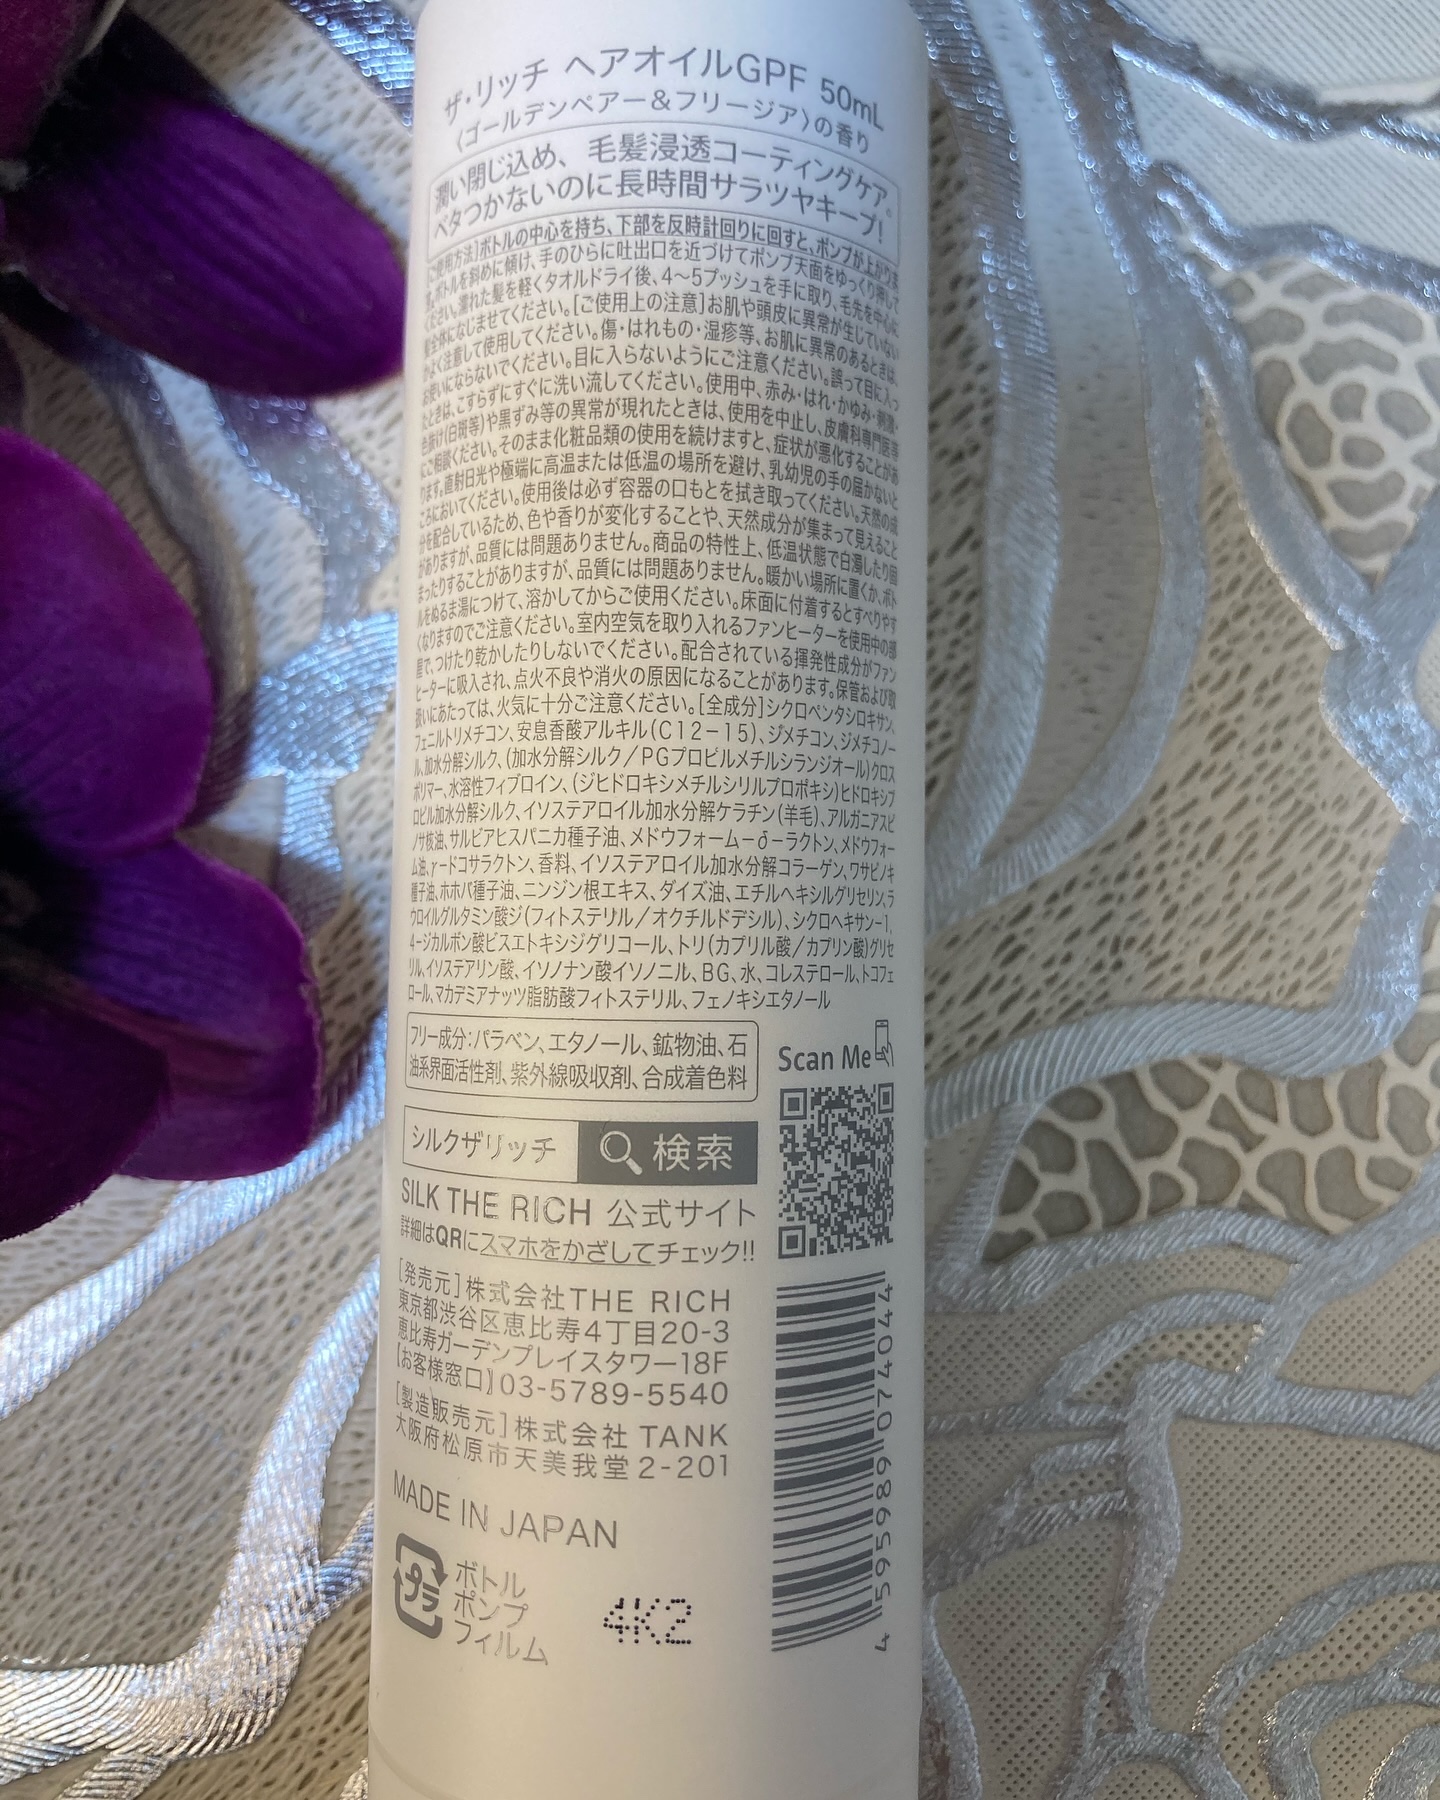 ザ・リッチ ヘアオイルGPF 50mL
〈ゴールデンペアー&フリージア〉の香り
潤い閉じ込め、毛髪浸透コーティングケア。
ベタつかないのに長時間サラツヤキープ!
[ご使用方法]ボトルの中心を持ち、下部を反時計回りに回すと、ポンプが上がりま
す。ボトルを斜めに傾け、手のひらに吐出口を近づけてポンプ天面をゆっくり押して
ください。濡れた髪を軽くタオルドライ後、4〜5プッシュを手に取り、毛先を中心に
髪全体になじませてください。[ご使用上の注意]お肌や頭皮に異常が生じていない
かよく注意して使用してください。傷・はれもの・湿疹等、お肌に異常のあるときは、
お使いにならないでください。目に入らないようにご注意ください。誤って目に入っ
たときは、こすらずにすぐに洗い流してください。使用中、赤み・はれ・かゆみ・刺激・
色抜け(白斑等)や黒ずみ等の異常が現れたときは、使用を中止し、皮膚科専門医等
にご相談ください。そのまま化粧品類の使用を続けますと、症状が悪化することがあ
ります。直射日光や極端に高温または低温の場所を避け、乳幼児の手の届かないと
ころにおいてください。使用後は必ず容器の口もとを拭き取ってください。天然の成
分を配合しているため、色や香りが変化することや、天然成分が集まって見えること
がありますが、品質には問題ありません。商品の特性上、低温状態で白濁したり固
まったりすることがありますが、品質には問題ありません。暖かい場所に置くか、ボト
ルをぬるま湯につけて、溶かしてからご使用ください。床面に付着するとすべりやす
くなりますのでご注意ください。室内空気を取り入れるファンヒーターを使用中の部
屋で、つけたり乾かしたりしないでください。配合されている揮発性成分がファン
ヒーターに吸入され、点火不良や消火の原因になることがあります。保管および取
扱いにあたっては、火気に十分ご注意ください。[全成分]シクロペンタシロキサン、
フェニルトリメチコン、安息香酸アルキル(C12-15)、ジメチコン、ジメチコノー
ル、加水分解シルク、(加水分解シルク/PGプロピルメチルシランジオール)クロス
ポリマー、水溶性フィブロイン、(ジヒドロキシメチルシリルプロポキシ)ヒドロキシプ
ロピル加水分解シルク、イソステアロイル加水分解ケラチン(羊毛)、アルガニアスピ
ノサ核油、サルビアヒスパニカ種子油、メドウフォーム-δ-ラクトン、メドウフォー
ム油、γ-ドコサラクトン、香料、イソステアロイル加水分解コラーゲン、ワサビノキ
種子油、ホホバ種子油、ニンジン根エキス、ダイズ油、エチルヘキシルグリセリン、ラ
ウロイルグルタミン酸ジ(フィトステリル/オクチルドデシル)、シクロヘキサン-1,
4-ジカルボン酸ビスエトキシジグリコール、トリ(カプリル酸/カプリン酸)グリセ
リル、イソステアリン酸、イソノナン酸イソノニル、BG、水、コレステロール、トコフェ
ロール、マカデミアナッツ脂肪酸フィトステリル、フェノキシエタノール
フリー成分:パラベン、エタノール、鉱物油、石
油系界面活性剤、紫外線吸収剤、合成着色料
Scan Me
シルクザリッチ 検索
SILK THE RICH 公式サイト
詳細はQRにスマホをかざしてチェック!!
[発売元]株式会社THE RICH
東京都渋谷区恵比寿4丁目20-3
恵比寿ガーデンプレイスタワー18F
[お客様窓口]03-5789-5540
[製造販売元]株式会社 TANK
大阪府松原市天美我堂 2-201
MADE IN JAPAN
プラ
ボトル
ポンプ
フィルム
4K2
4 595989 074044